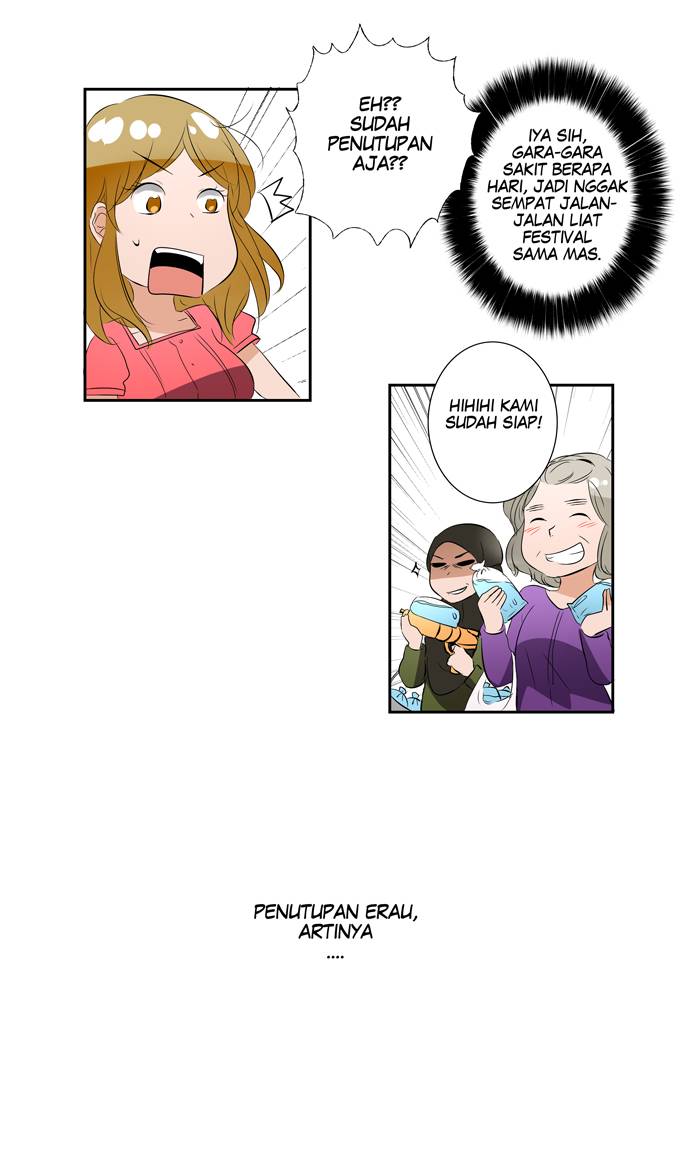 EH??
SUDAH
PENUTUPAN
AJA??
IYA SIH,
GARA-GARA
SAKIT BERAPA
HARI, JADI NGGAK
SEMPAT JALAN-
JALAN LIAT
FESTIVAL
SAMA MAS.
HIHIHI KAMI
SUDAH SIAP!
PENUTUPAN ERAU,
ARTINYA
....